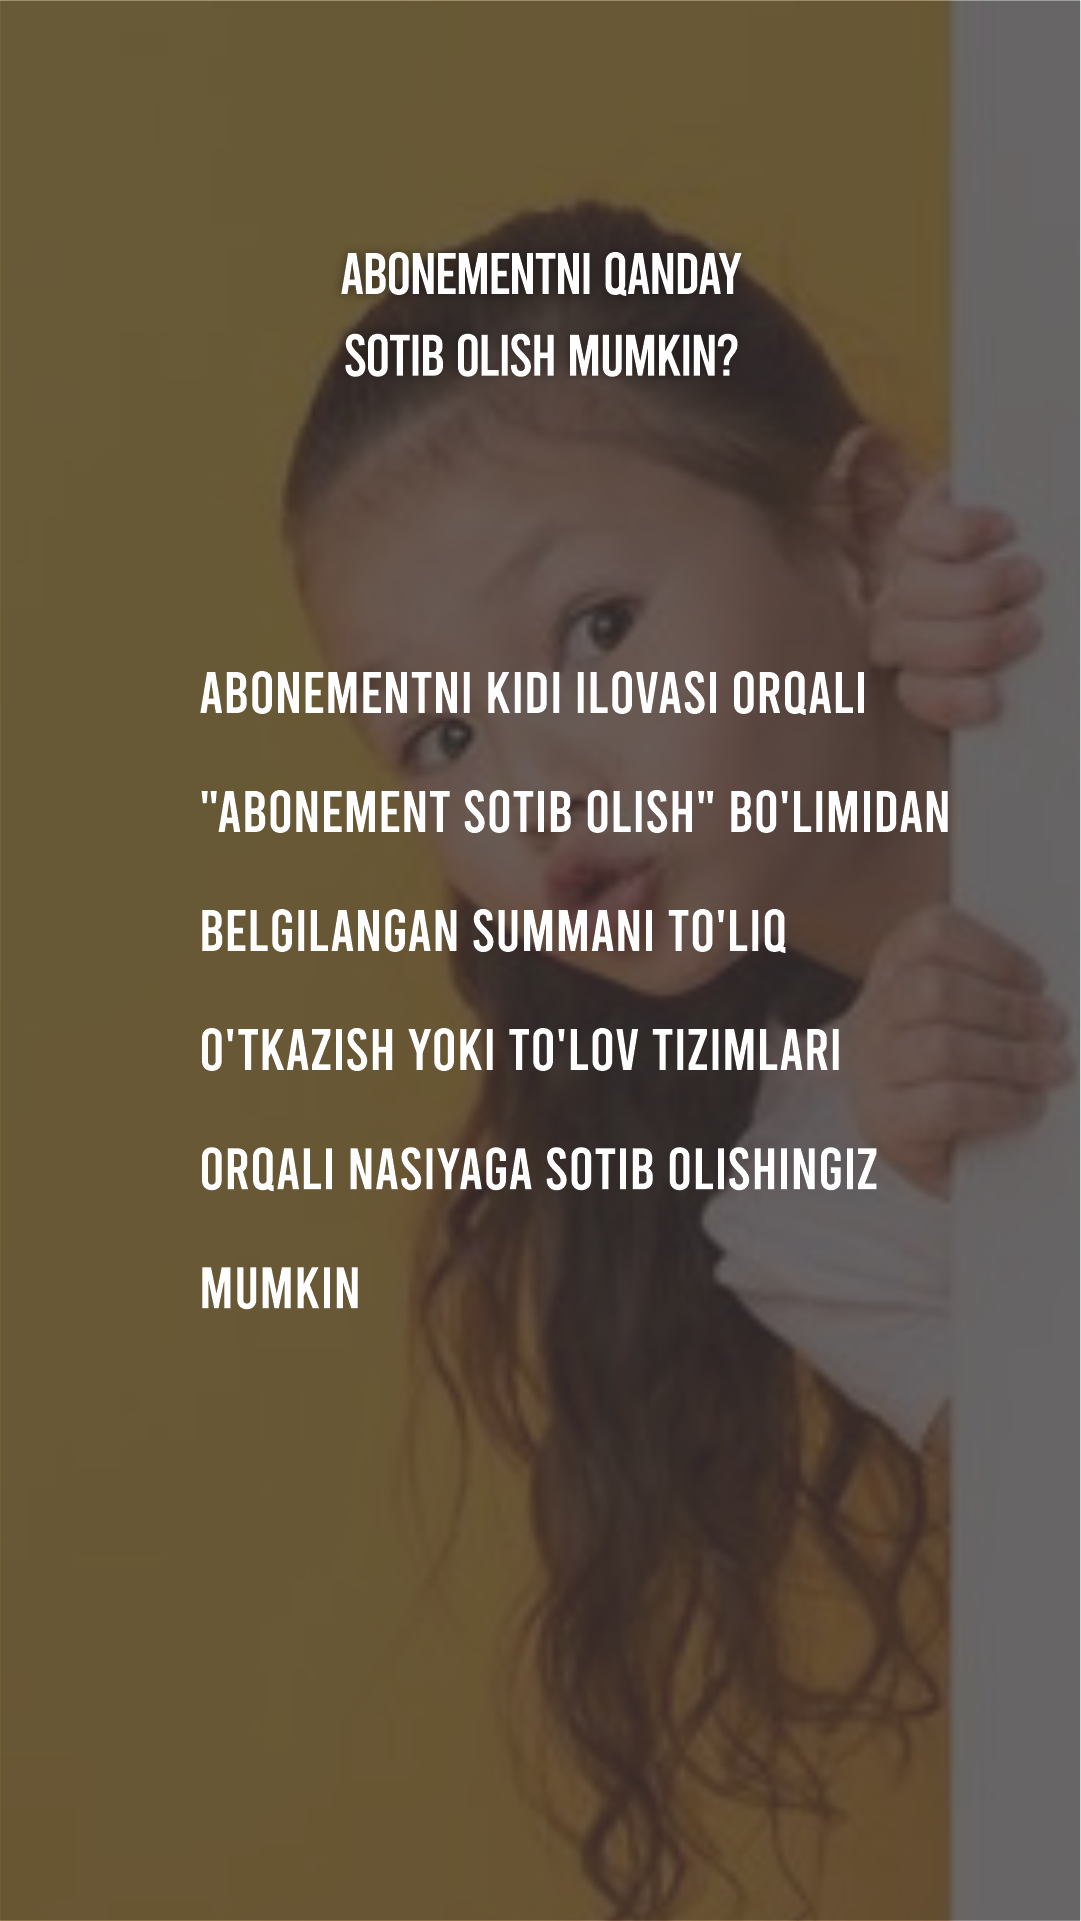 ABONEMENTNI QANDAY
SOTIB OLISH MUMKIN?
ABONEMENTNI KIDI ILOVASI ORQALI
"ABONEMENT SOTIB OLISH" BO'LIMIDAN
BELGILANGAN SUMMANI TO'LIQ
O'TKAZISH YOKI TO'LOV TIZIMLARI
ORQALI NASIYAGA SOTIB OLISHINGIZ
MUMKIN